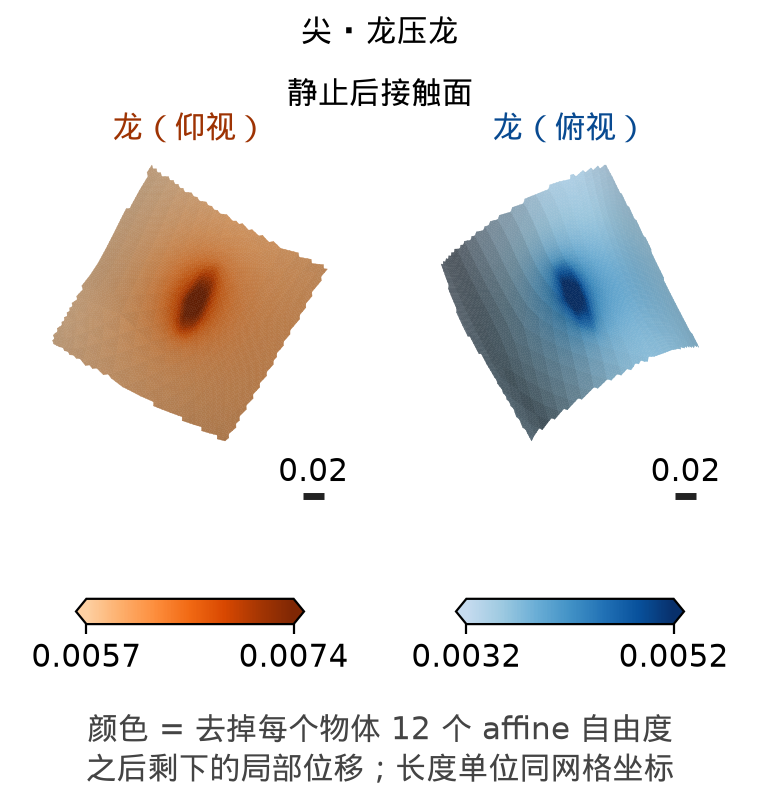 尖·龙压龙
静止后接触面
龙（仰视）
龙（俯视）
0.02
0.02
0.0057 0.0074
0.0032 0.0052
颜色 = 去掉每个物体 12 个 affine 自由度
之后剩下的局部位移；长度单位同网格坐标